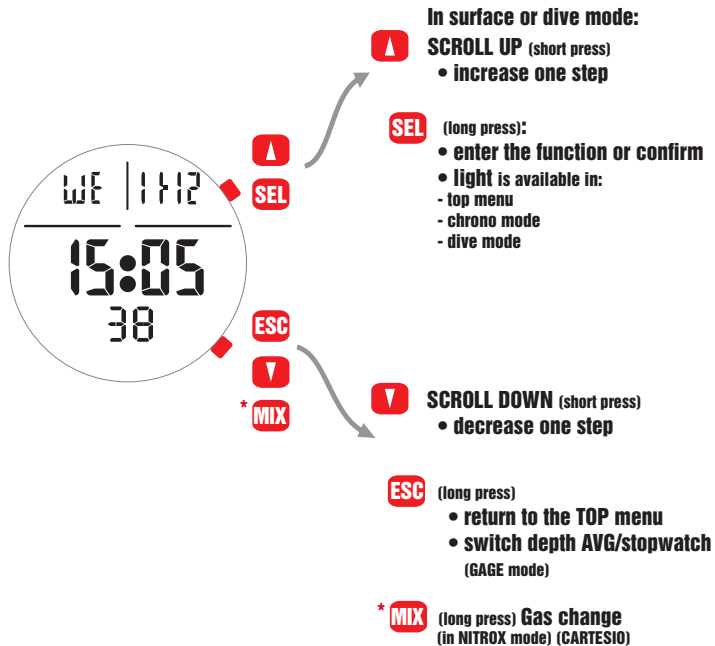 In surface or dive mode:
SCROLL UP (short press)
• increase one step
SEL (long press):
• enter the function or confirm
• light is available in:
- top menu
- chrono mode
- dive mode
SEL
WE 11-12
15:05
38
ESC
* MIX
SCROLL DOWN (short press)
• decrease one step
ESC (long press)
• return to the TOP menu
• switch depth AVG/stopwatch
(GAGE mode)
* MIX (long press) Gas change
(in NITROX mode) (CARTESIO)